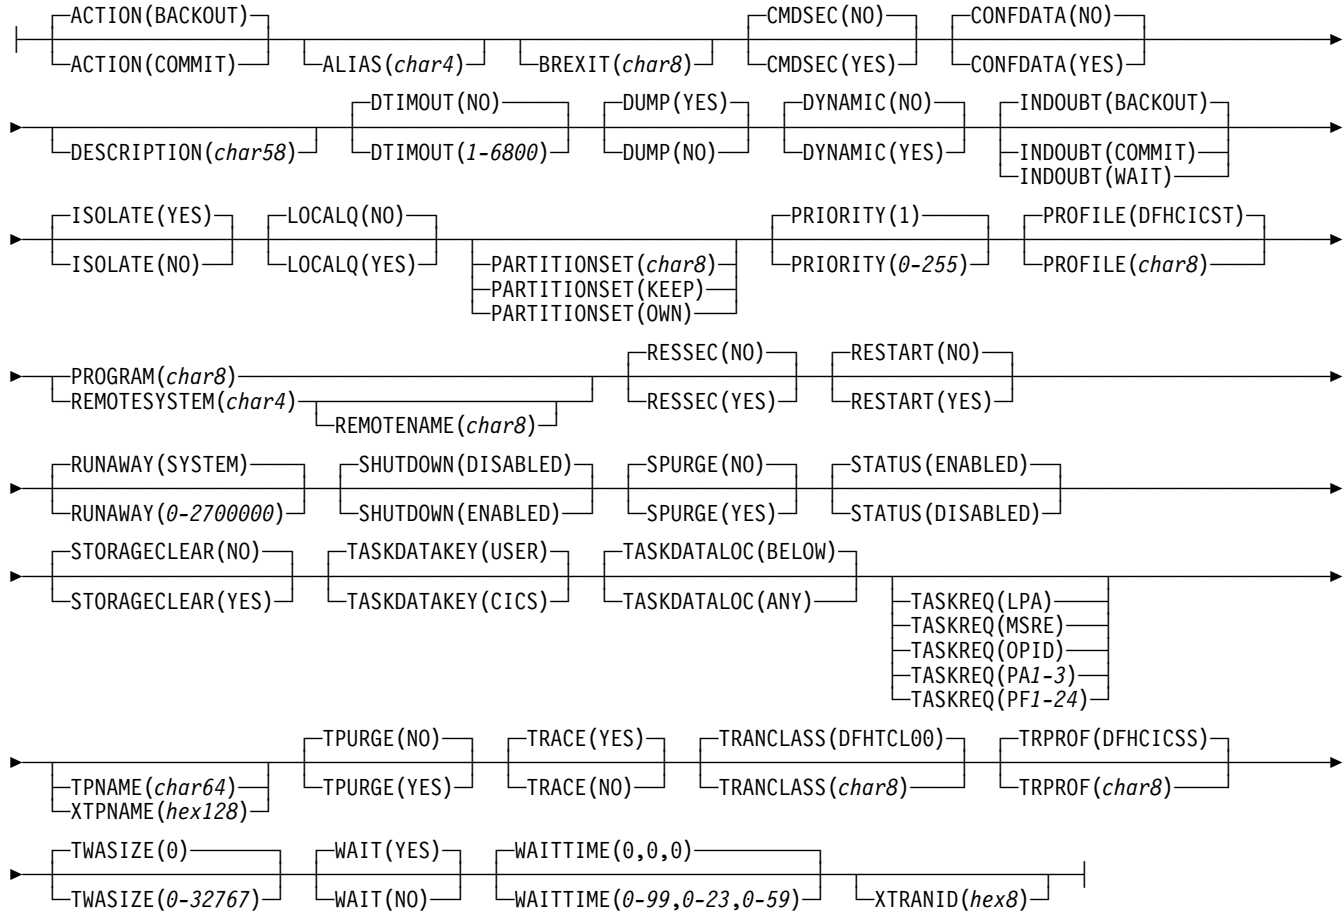 ACTION(BACKOUT) CMDSEC(NO) CONFDATA(NO)
ACTION(COMMIT) ALIAS(char4) BREXIT(char8) CMDSEC(YES) CONFDATA(YES)
DTIMOUT(NO) DUMP(YES) DYNAMIC(NO) INDOUBT(BACKOUT)
DESCRIPTION(char58) DTIMOUT(1-6800) DUMP(NO) DYNAMIC(YES) INDOUBT(COMMIT)
INDOUBT(WAIT)
ISOLATE(YES) LOCALQ(NO) PRIORITY(1) PROFILE(DFHCICST)
ISOLATE(NO) LOCALQ(YES) PARTITIONSET(char8) PRIORITY(0-255) PROFILE(char8)
PARTITIONSET(KEEP)
PARTITIONSET(OWN)
RESSEC(NO) RESTART(NO)
PROGRAM(char8) RESSEC(YES) RESTART(YES)
REMOTESYSTEM(char4)
REMOTENAME(char8)
RUNAWAY(SYSTEM) SHUTDOWN(DISABLED) SPURGE(NO) STATUS(ENABLED)
RUNAWAY(0-2700000) SHUTDOWN(ENABLED) SPURGE(YES) STATUS(DISABLED)
STORAGECLEAR(NO) TASKDATAKEY(USER) TASKDATALOC(BELOW)
STORAGECLEAR(YES) TASKDATAKEY(CICS) TASKDATALOC(ANY) TASKREQ(LPA)
TASKREQ(MSRE)
TASKREQ(OPID)
TASKREQ(PA1-3)
TASKREQ(PF1-24)
TPURGE(NO) TRACE(YES) TRANCLASS(DFHTCL00) TRPROF(DFHCICSS)
TPNAME(char64) TPURGE(YES) TRACE(NO) TRANCLASS(char8) TRPROF(char8)
XTPNAME(hex128)
TWASIZE(0) WAIT(YES) WAITTIME(0,0,0)
TWASIZE(0-32767) WAIT(NO) WAITTIME(0-99,0-23,0-59) XTRANID(hex8)